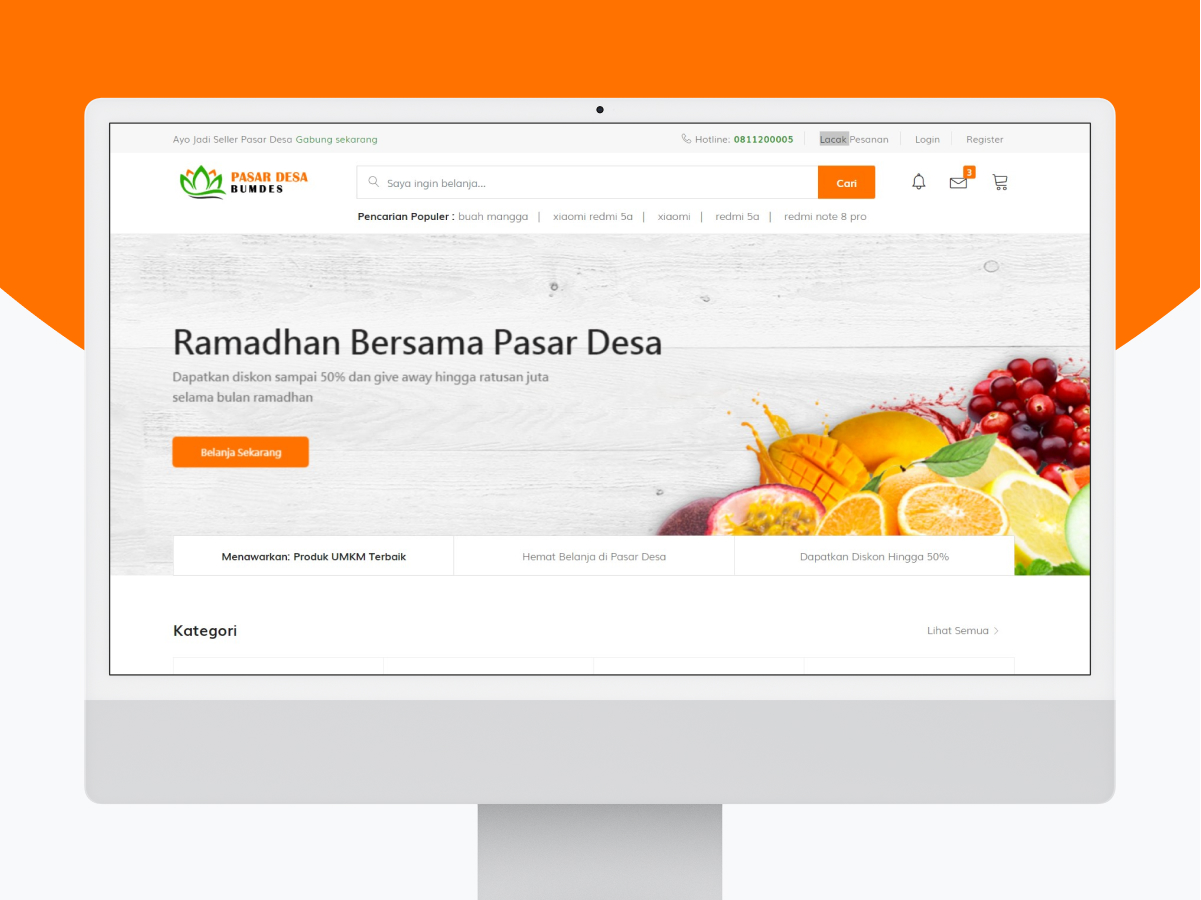 Ayo Jadi Seller Pasar Desa Gabung sekarang
Hotline: 0811200005
Lacak Pesanan
Login
Register
PASAR DESA
BUMDES
Saya ingin belanja...
Cari
3
Pencarian Populer : buah mangga | xiaomi redmi 5a | xiaomi | redmi 5a | redmi note 8 pro
Ramadhan Bersama Pasar Desa
Dapatkan diskon sampai 50% dan give away hingga ratusan juta
selama bulan ramadhan
Belanja Sekarang
Menawarkan: Produk UMKM Terbaik
Hemat Belanja di Pasar Desa
Dapatkan Diskon Hingga 50%
Kategori
Lihat Semua